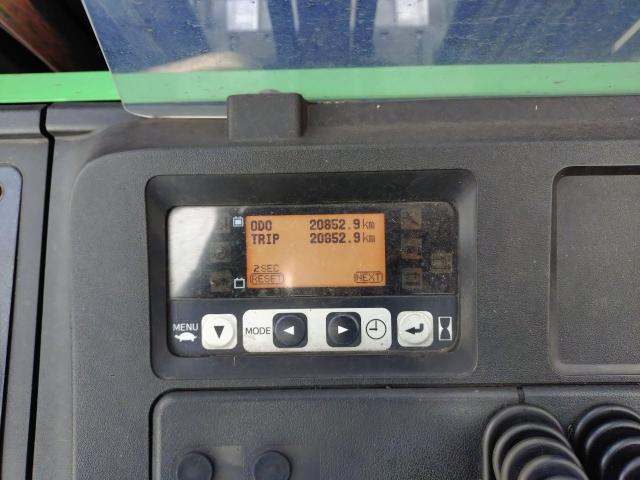 ODO 20852.9km
TRIP 20852.9km
2SEC
RESET NEXT
MENU
MODE